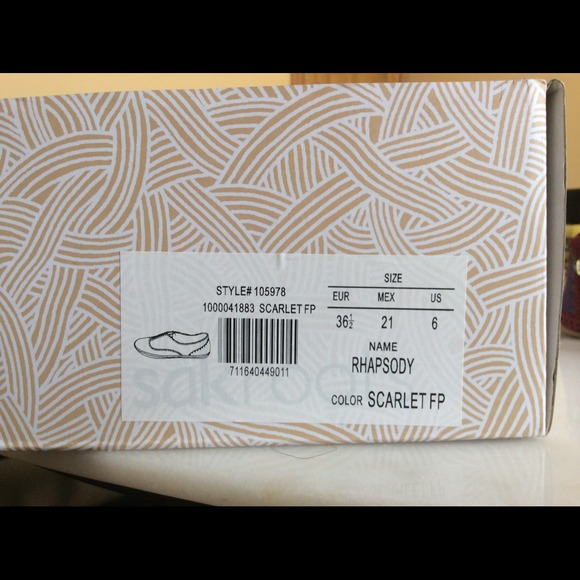 STYLE# 105978
1000041883 SCARLET FP
711640449011
SIZE
EUR MEX US
36½ 21 6
NAME
RHAPSODY
COLOR SCARLET FP
sakroots